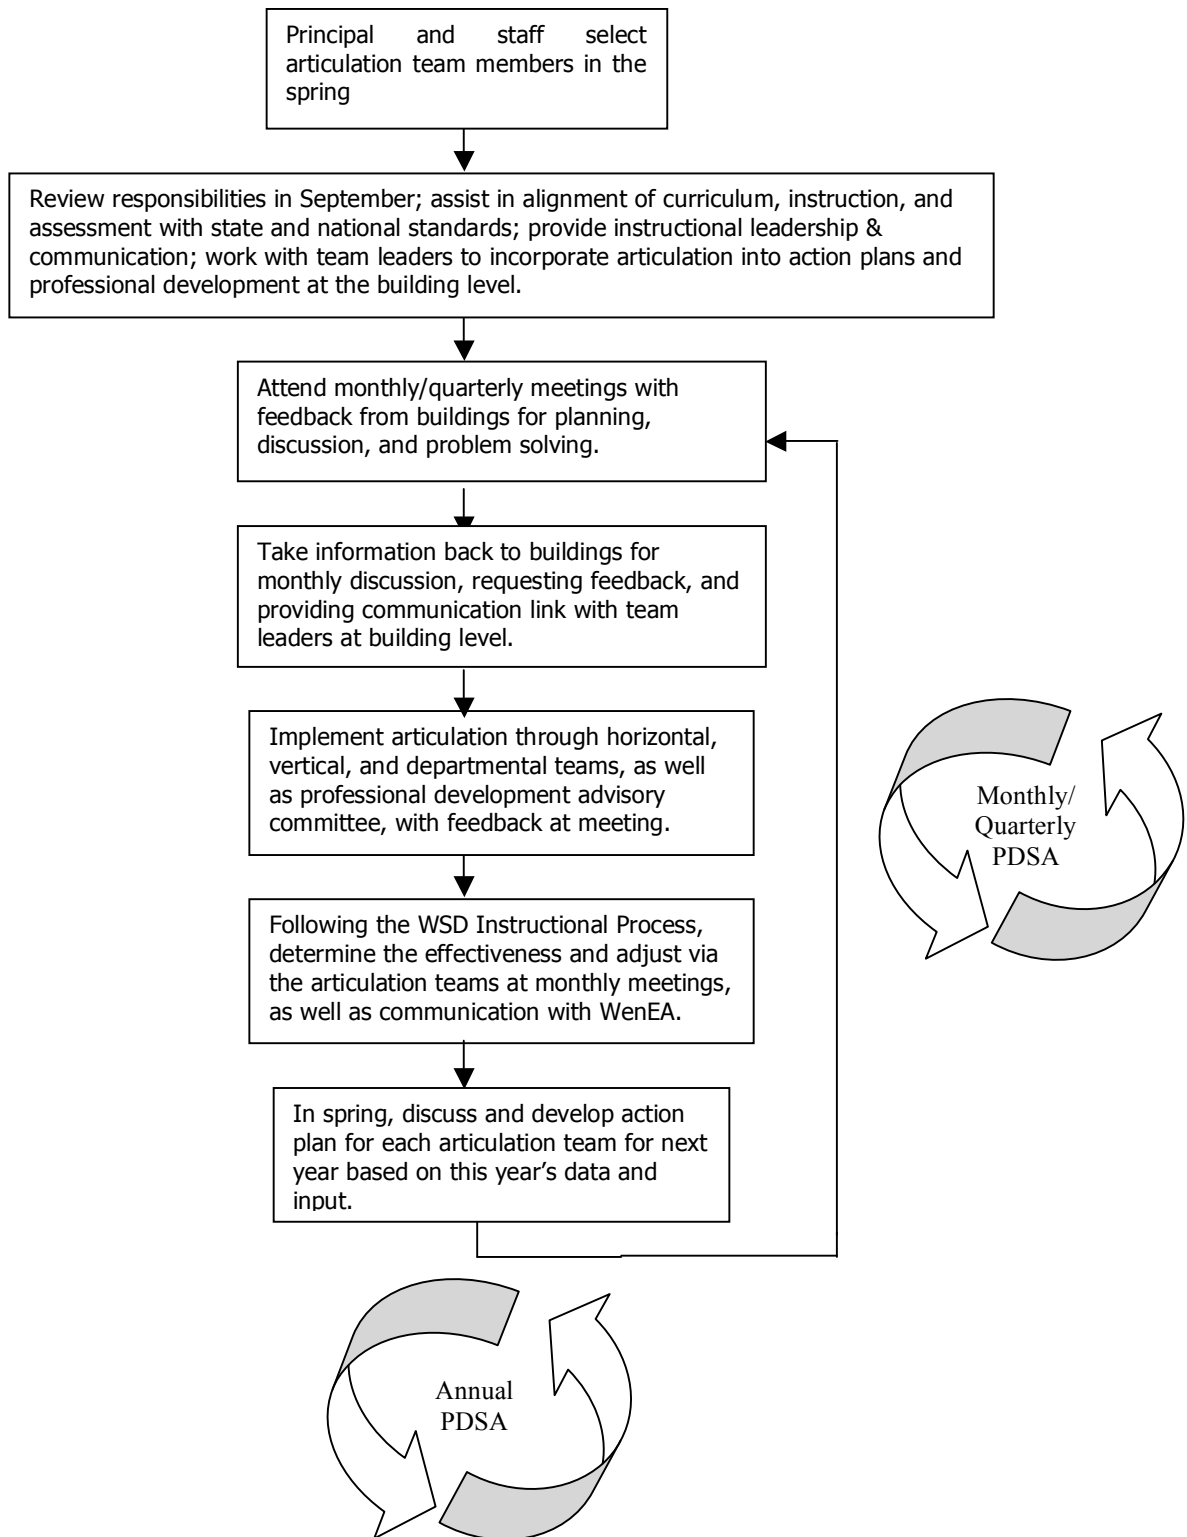 Principal and staff select
articulation team members in the
spring
Review responsibilities in September; assist in alignment of curriculum, instruction, and
assessment with state and national standards; provide instructional leadership &
communication; work with team leaders to incorporate articulation into action plans and
professional development at the building level.
Attend monthly/quarterly meetings with
feedback from buildings for planning,
discussion, and problem solving.
Take information back to buildings for
monthly discussion, requesting feedback, and
providing communication link with team
leaders at building level.
Implement articulation through horizontal,
vertical, and departmental teams, as well
as professional development advisory
committee, with feedback at meeting.
Monthly/
Quarterly
PDSA
Following the WSD Instructional Process,
determine the effectiveness and adjust via
the articulation teams at monthly meetings,
as well as communication with WenEA.
In spring, discuss and develop action
plan for each articulation team for next
year based on this year’s data and
input.
Annual
PDSA